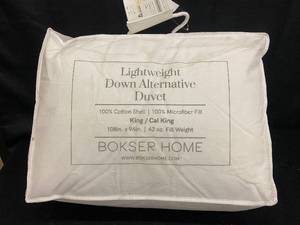 Lightweight
Down Alternative
Duvet
100% Cotton Shell | 100% Microfiber Fill
King / Cal King
108in. x 94in. | 42 oz. Fill Weight
BOKSER HOME
WWW.BOKSERHOME.COM